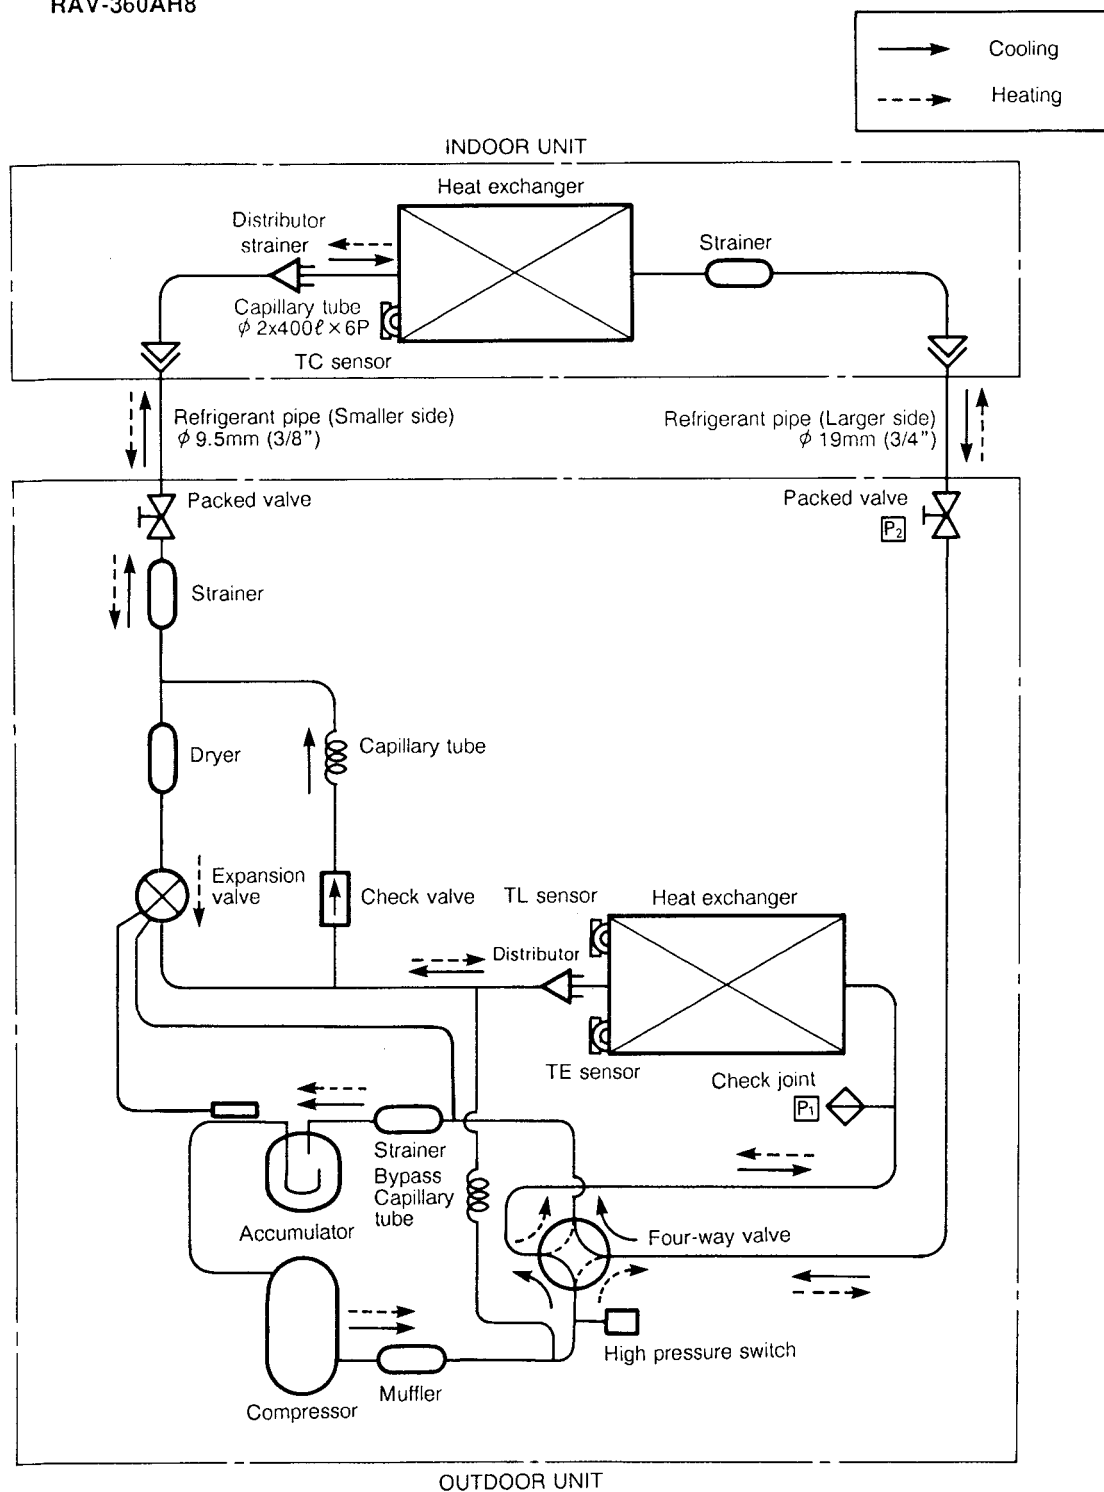 RAV-360AH8
Cooling
Heating
INDOOR UNIT
Heat exchanger
Distributor
strainer
Strainer
Capillary tube
φ 2x400ℓ×6P
TC sensor
Refrigerant pipe (Smaller side)
φ 9.5mm (3/8")
Refrigerant pipe (Larger side)
φ 19mm (3/4")
Packed valve
Packed valve
P2
Strainer
Dryer
Capillary tube
Expansion
valve
Check valve
TL sensor
Heat exchanger
Distributor
TE sensor
Check joint
P1
Strainer
Bypass
Capillary
tube
Accumulator
Four-way valve
High pressure switch
Muffler
Compressor
OUTDOOR UNIT